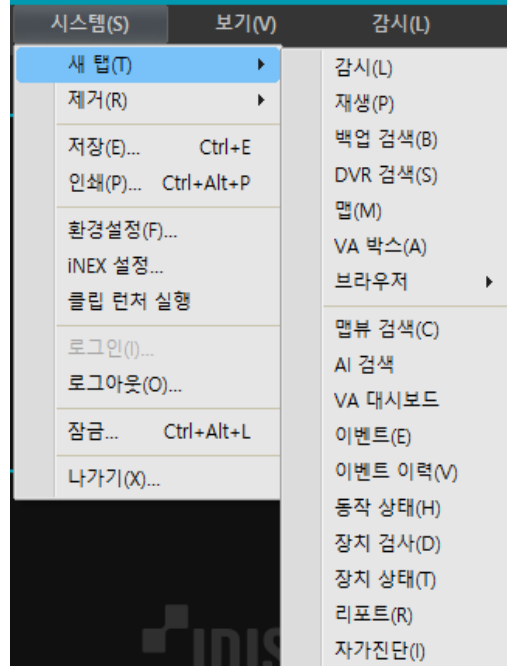 시스템(S) 보기(V) 감시(L)
새 탭(T)
제거(R)
저장(E)... Ctrl+E
인쇄(P)... Ctrl+Alt+P
환경설정(F)...
iNEX 설정...
클립 런처 실행
로그인(I)...
로그아웃(O)...
잠금... Ctrl+Alt+L
나가기(X)...
감시(L)
재생(P)
백업 검색(B)
DVR 검색(S)
맵(M)
VA 박스(A)
브라우저
맵뷰 검색(C)
AI 검색
VA 대시보드
이벤트(E)
이벤트 이력(V)
동작 상태(H)
장치 검사(D)
장치 상태(T)
리포트(R)
자가진단(I)